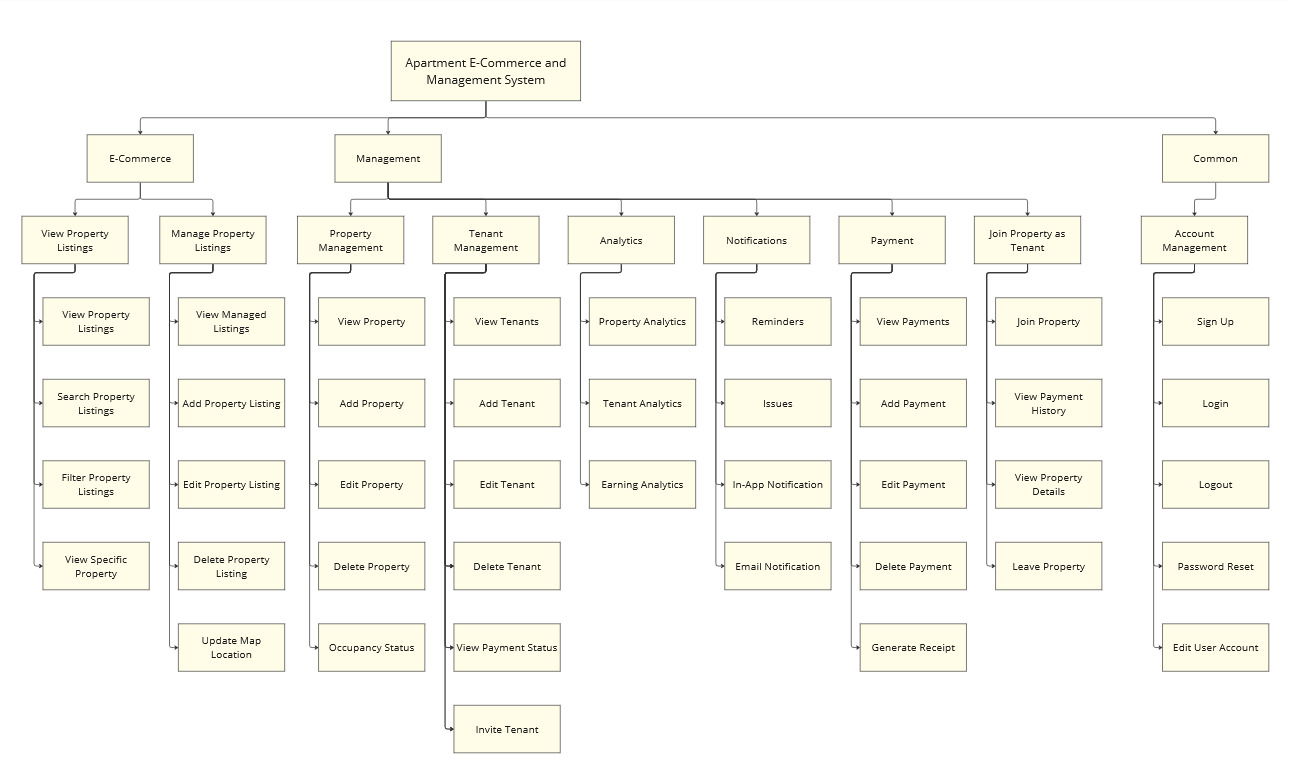 Apartment E-Commerce and
Management System
E-Commerce
Management
Common
View Property
Listings
Manage Property
Listings
Property
Management
Tenant
Management
Analytics
Notifications
Payment
Join Property as
Tenant
Account
Management
View Property
Listings
View Managed
Listings
View Property
View Tenants
Property Analytics
Reminders
View Payments
Join Property
Sign Up
Search Property
Listings
Add Property Listing
Add Property
Add Tenant
Tenant Analytics
Issues
Add Payment
View Payment
History
Login
Filter Property
Listings
Edit Property Listing
Edit Property
Edit Tenant
Earning Analytics
In-App Notification
Edit Payment
View Property
Details
Logout
View Specific
Property
Delete Property
Listing
Delete Property
Delete Tenant
Email Notification
Delete Payment
Leave Property
Password Reset
Update Map
Location
Occupancy Status
View Payment Status
Generate Receipt
Edit User Account
Invite Tenant